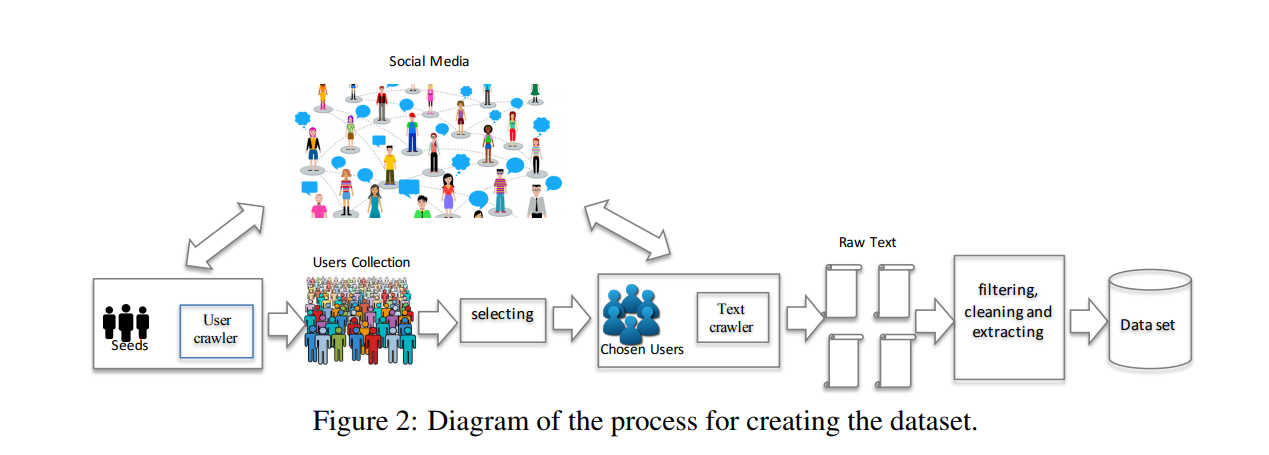 Social Media
Users Collection
Raw Text
Seeds
User
crawler
selecting
Chosen Users
Text
crawler
filtering,
cleaning and
extracting
Data set
Figure 2: Diagram of the process for creating the dataset.